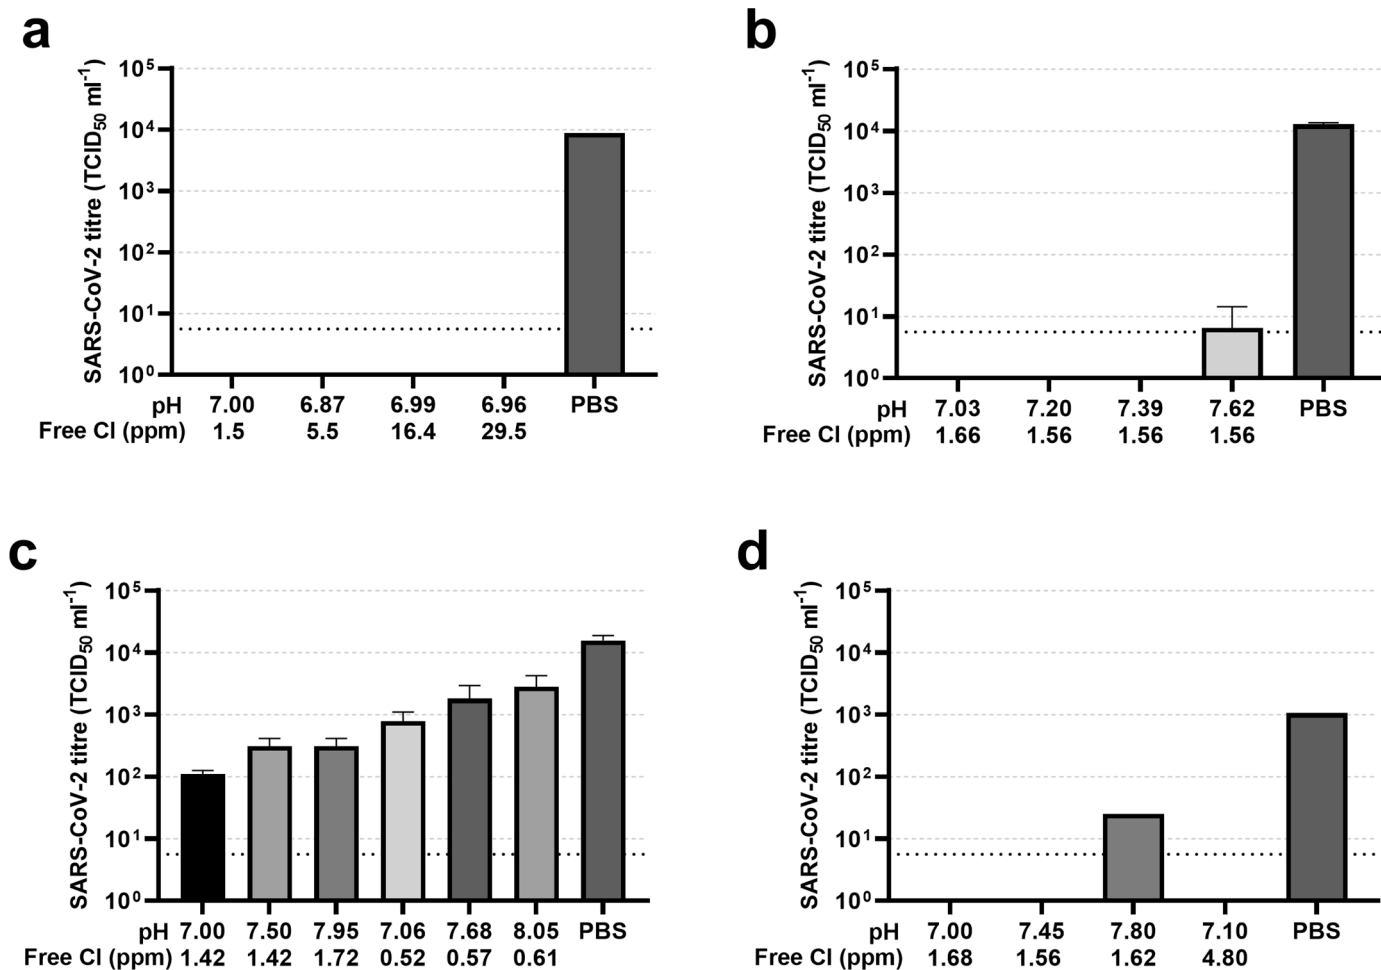 a
SARS-CoV-2 titre (TCID50 ml-1)
10^5
10^4
10^3
10^2
10^1
10^0
pH 7.00 6.87 6.99 6.96 PBS
Free Cl (ppm) 1.5 5.5 16.4 29.5
b
SARS-CoV-2 titre (TCID50 ml-1)
10^5
10^4
10^3
10^2
10^1
10^0
pH 7.03 7.20 7.39 7.62 PBS
Free Cl (ppm) 1.66 1.56 1.56 1.56
c
SARS-CoV-2 titre (TCID50 ml-1)
10^5
10^4
10^3
10^2
10^1
10^0
pH 7.00 7.50 7.95 7.06 7.68 8.05 PBS
Free Cl (ppm) 1.42 1.42 1.72 0.52 0.57 0.61
d
SARS-CoV-2 titre (TCID50 ml-1)
10^5
10^4
10^3
10^2
10^1
10^0
pH 7.00 7.45 7.80 7.10 PBS
Free Cl (ppm) 1.68 1.56 1.62 4.80